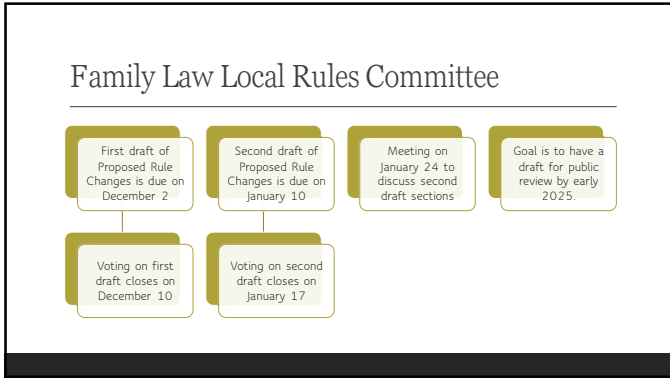 Family Law Local Rules Committee
First draft of
Proposed Rule
Changes is due on
December 2
Voting on first
draft closes on
December 10
Second draft of
Proposed Rule
Changes is due on
January 10
Voting on second
draft closes on
January 17
Meeting on
January 24 to
discuss second
draft sections
Goal is to have a
draft for public
review by early
2025.